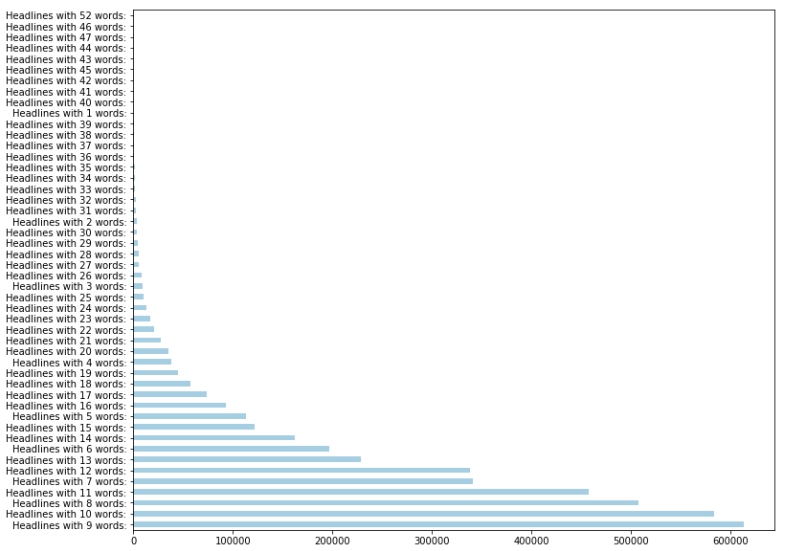 Headlines with 52 words:
Headlines with 46 words:
Headlines with 47 words:
Headlines with 44 words:
Headlines with 43 words:
Headlines with 45 words:
Headlines with 42 words:
Headlines with 41 words:
Headlines with 40 words:
Headlines with 1 words:
Headlines with 39 words:
Headlines with 38 words:
Headlines with 37 words:
Headlines with 36 words:
Headlines with 35 words:
Headlines with 34 words:
Headlines with 33 words:
Headlines with 32 words:
Headlines with 31 words:
Headlines with 2 words:
Headlines with 30 words:
Headlines with 29 words:
Headlines with 28 words:
Headlines with 27 words:
Headlines with 26 words:
Headlines with 3 words:
Headlines with 25 words:
Headlines with 24 words:
Headlines with 23 words:
Headlines with 22 words:
Headlines with 21 words:
Headlines with 20 words:
Headlines with 4 words:
Headlines with 19 words:
Headlines with 18 words:
Headlines with 17 words:
Headlines with 16 words:
Headlines with 5 words:
Headlines with 15 words:
Headlines with 14 words:
Headlines with 6 words:
Headlines with 13 words:
Headlines with 12 words:
Headlines with 7 words:
Headlines with 11 words:
Headlines with 8 words:
Headlines with 10 words:
Headlines with 9 words:
0 100000 200000 300000 400000 500000 600000